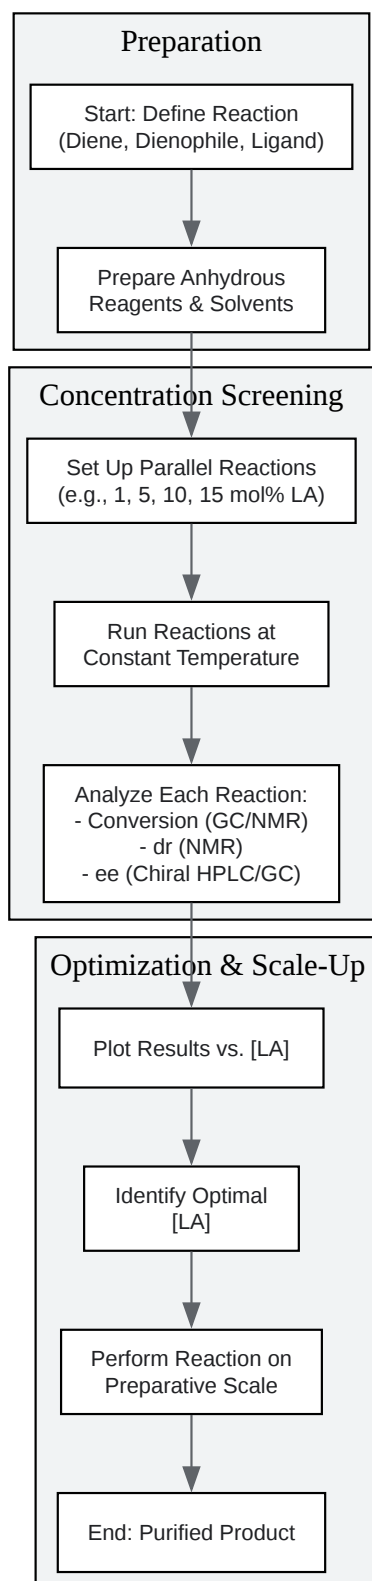 Preparation
Start: Define Reaction
(Diene, Dienophile, Ligand)
Prepare Anhydrous
Reagents & Solvents
Concentration Screening
Set Up Parallel Reactions
(e.g., 1, 5, 10, 15 mol% LA)
Run Reactions at
Constant Temperature
Analyze Each Reaction:
- Conversion (GC/NMR)
- dr (NMR)
- ee (Chiral HPLC/GC)
Optimization & Scale-Up
Plot Results vs. [LA]
Identify Optimal
[LA]
Perform Reaction on
Preparative Scale
End: Purified Product